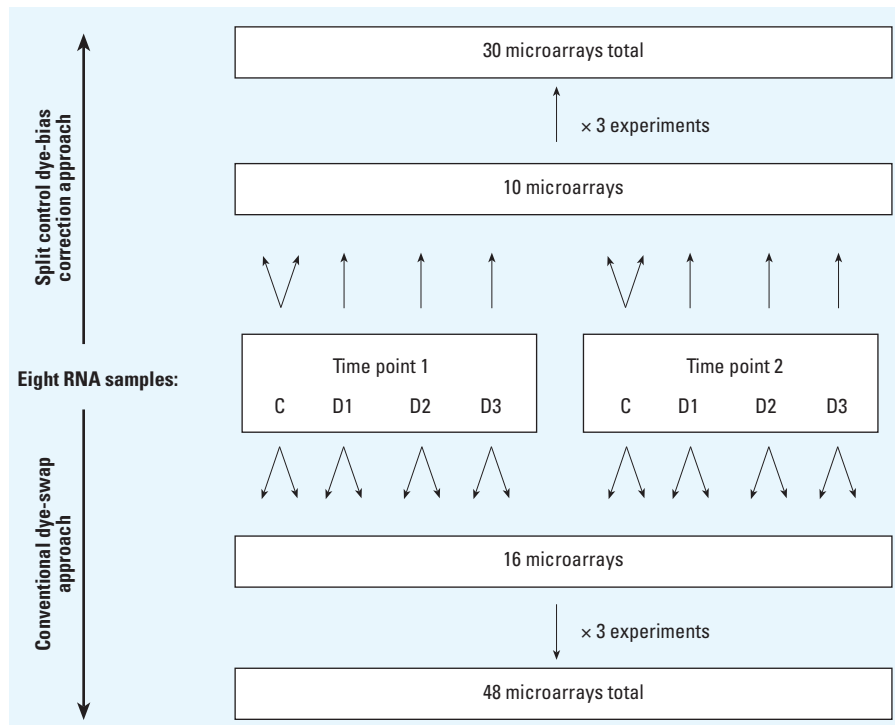 30 microarrays total
× 3 experiments
10 microarrays
Split control dye-bias
correction approach
Eight RNA samples:
Time point 1
C D1 D2 D3
Time point 2
C D1 D2 D3
Conventional dye-swap
approach
16 microarrays
× 3 experiments
48 microarrays total